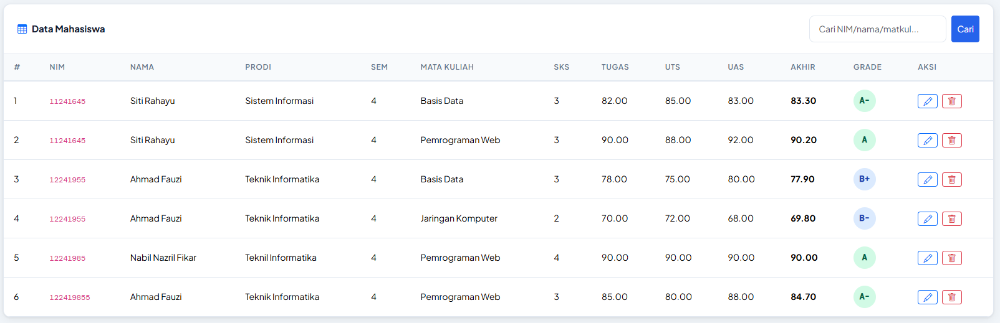 Data Mahasiswa
Cari NIM/nama/matkul... Cari
# NIM NAMA PRODI SEM MATA KULIAH SKS TUGAS UTS UAS AKHIR GRADE AKSI
1 11241645 Siti Rahayu Sistem Informasi 4 Basis Data 3 82.00 85.00 83.00 83.30 A-
2 11241645 Siti Rahayu Sistem Informasi 4 Pemrograman Web 3 90.00 88.00 92.00 90.20 A
3 12241955 Ahmad Fauzi Teknik Informatika 4 Basis Data 3 78.00 75.00 80.00 77.90 B+
4 12241955 Ahmad Fauzi Teknik Informatika 4 Jaringan Komputer 2 70.00 72.00 68.00 69.80 B-
5 12241985 Nabil Nazril Fikar Teknil Informatika 4 Pemrograman Web 4 90.00 90.00 90.00 90.00 A
6 122419855 Ahmad Fauzi Teknik Informatika 4 Pemrograman Web 3 85.00 80.00 88.00 84.70 A-